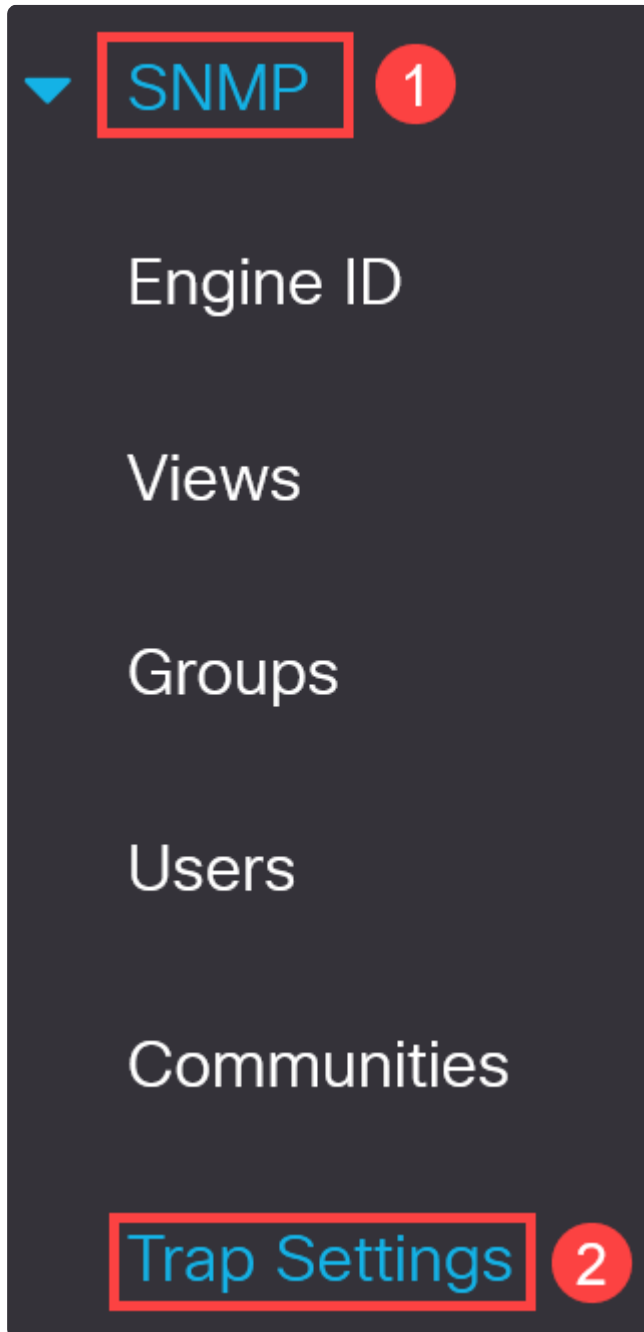 SNMP 1
Engine ID
Views
Groups
Users
Communities
Trap Settings 2